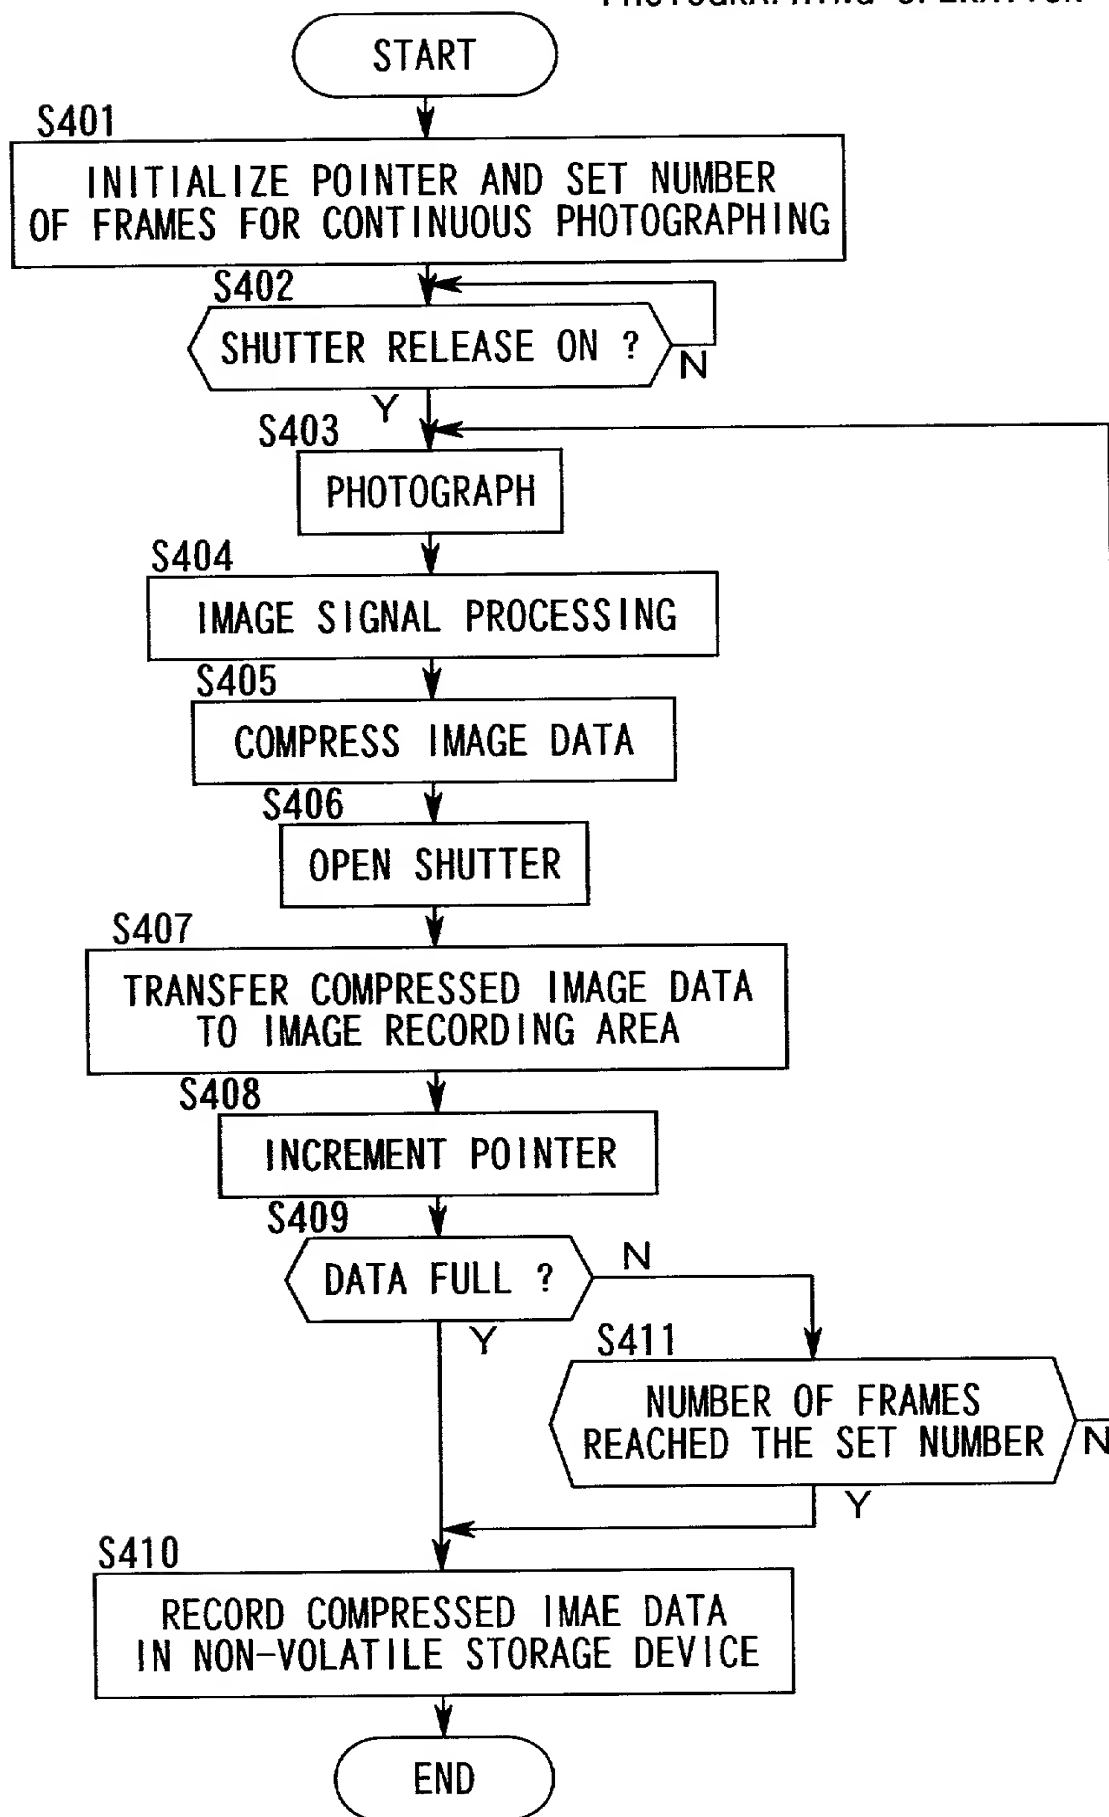 START
S401
INITIALIZE POINTER AND SET NUMBER
OF FRAMES FOR CONTINUOUS PHOTOGRAPHING
S402
SHUTTER RELEASE ON ?
N
Y
S403
PHOTOGRAPH
S404
IMAGE SIGNAL PROCESSING
S405
COMPRESS IMAGE DATA
S406
OPEN SHUTTER
S407
TRANSFER COMPRESSED IMAGE DATA
TO IMAGE RECORDING AREA
S408
INCREMENT POINTER
S409
DATA FULL ?
N
Y
S411
NUMBER OF FRAMES
REACHED THE SET NUMBER
N
Y
S410
RECORD COMPRESSED IMAE DATA
IN NON-VOLATILE STORAGE DEVICE
END